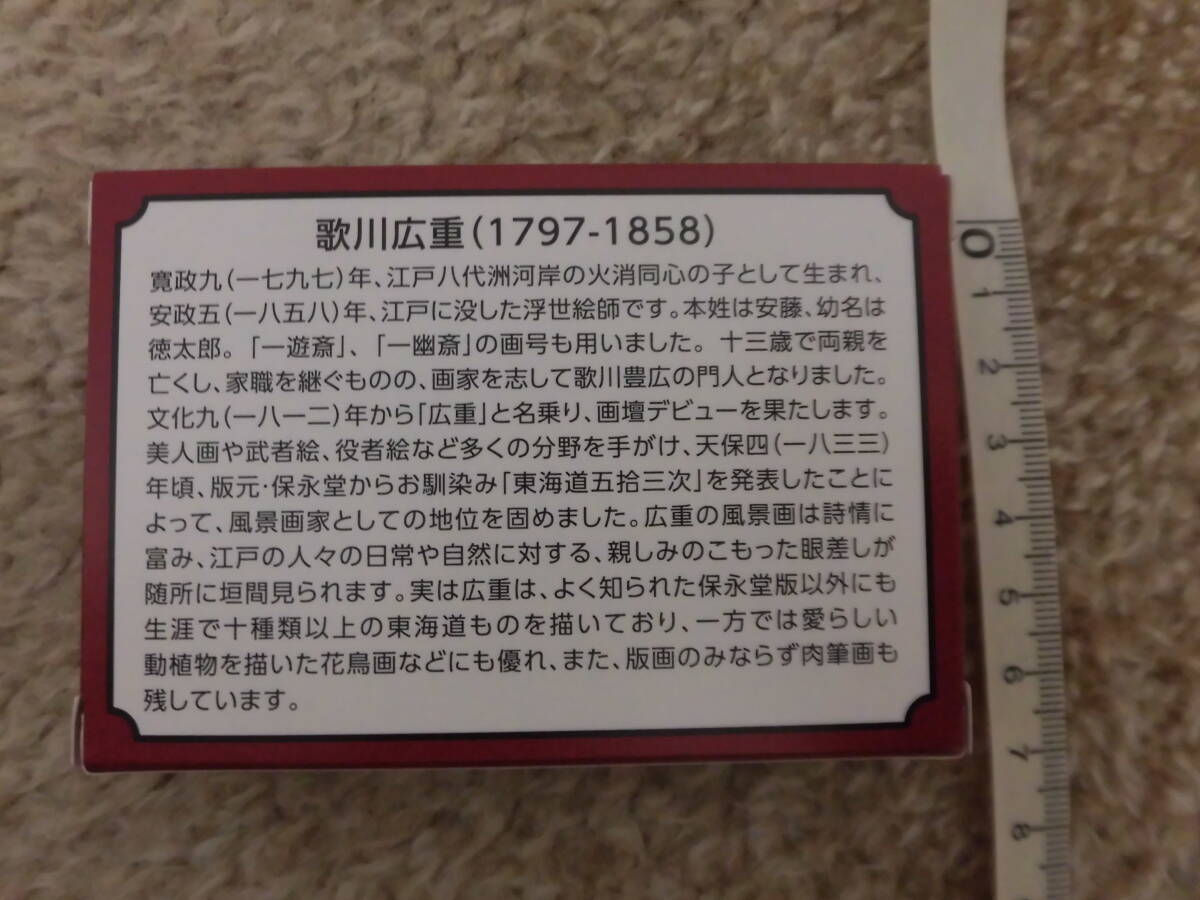 歌川広重(1797-1858)
寛政九(一七九七)年、江戸八代洲河岸の火消同心の子として生まれ、
安政五(一八五八)年、江戸に没した浮世絵師です。本姓は安藤、幼名は
徳太郎。「一遊斎」、「一幽斎」の画号も用いました。十三歳で両親を
亡くし、家職を継ぐものの、画家を志して歌川豊広の門人となりました。
文化九(一八一二)年から「広重」と名乗り、画壇デビューを果たします。
美人画や武者絵、役者絵など多くの分野を手がけ、天保四(一八三三)
年頃、版元・保永堂からお馴染み「東海道五拾三次」を発表したことに
よって、風景画家としての地位を固めました。広重の風景画は詩情に
富み、江戸の人々の日常や自然に対する、親しみのこもった眼差しが
随所に垣間見られます。実は広重は、よく知られた保永堂版以外にも
生涯で十種類以上の東海道ものを描いており、一方では愛らしい
動植物を描いた花鳥画などにも優れ、また、版画のみならず肉筆画も
残しています。
0
1
2
3
4
5
6
7
8